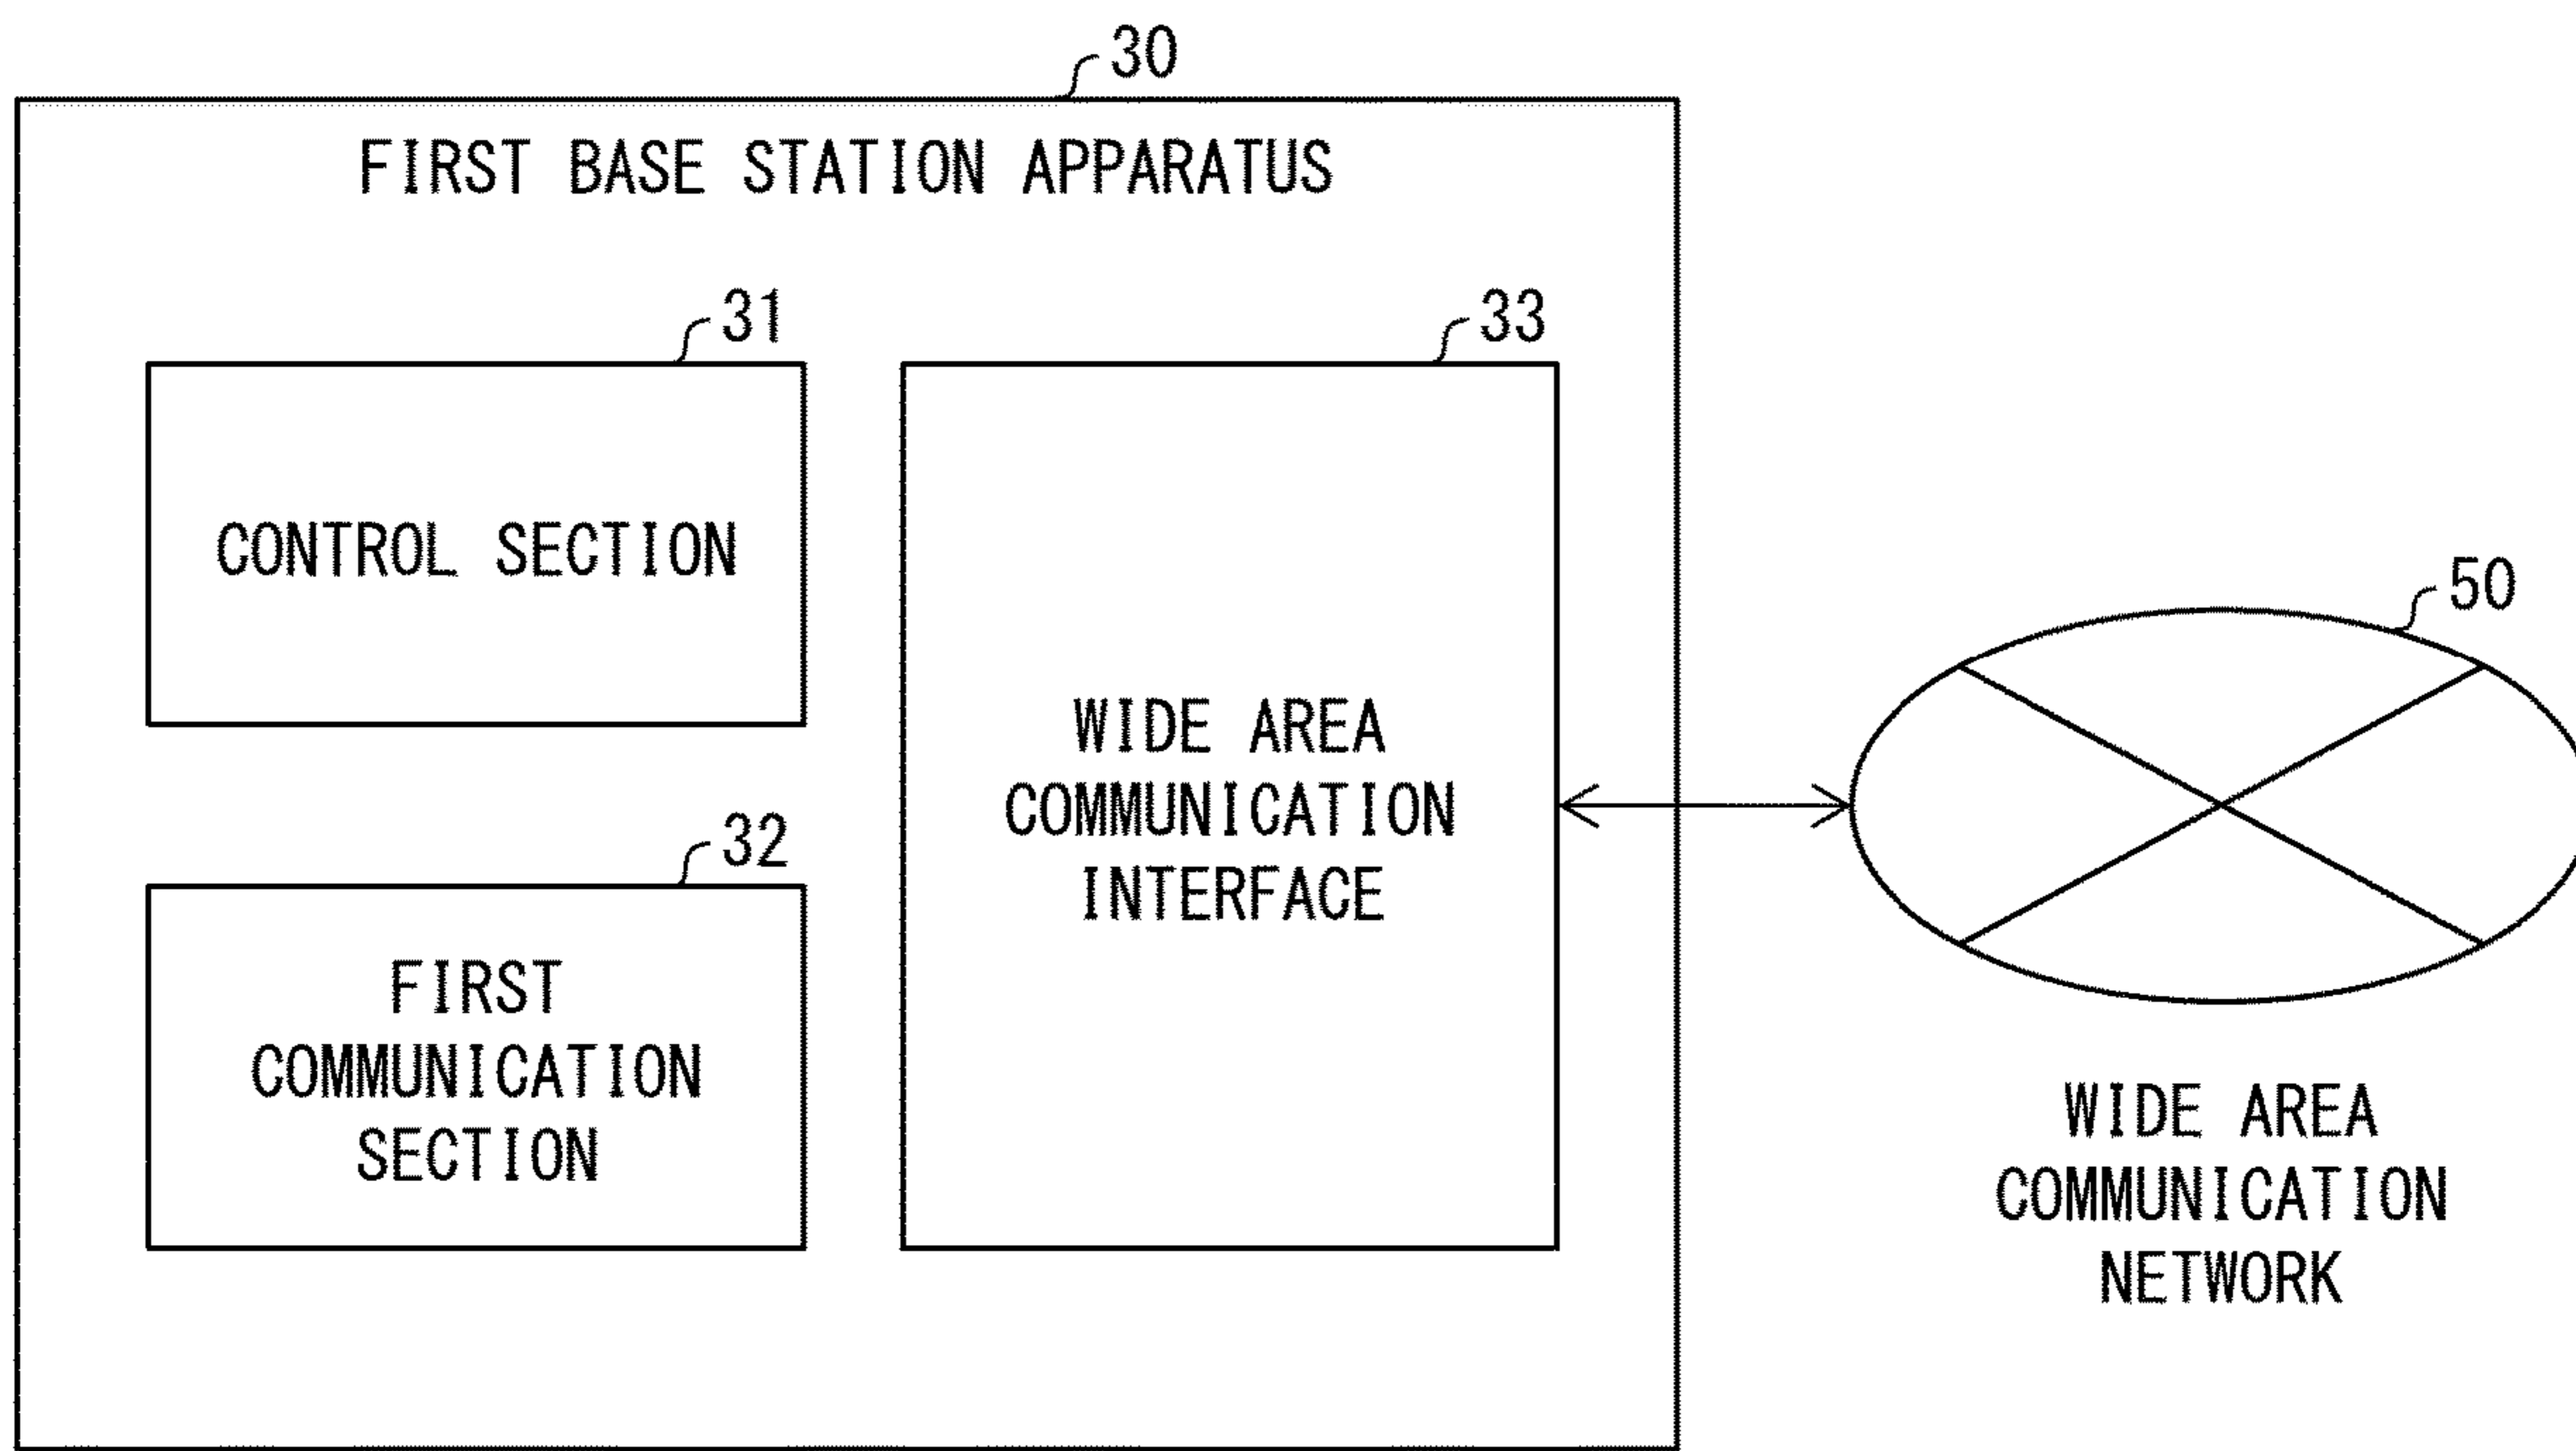 30
FIRST BASE STATION APPARATUS
31
CONTROL SECTION
32
FIRST
COMMUNICATION
SECTION
33
WIDE AREA
COMMUNICATION
INTERFACE
50
WIDE AREA
COMMUNICATION
NETWORK